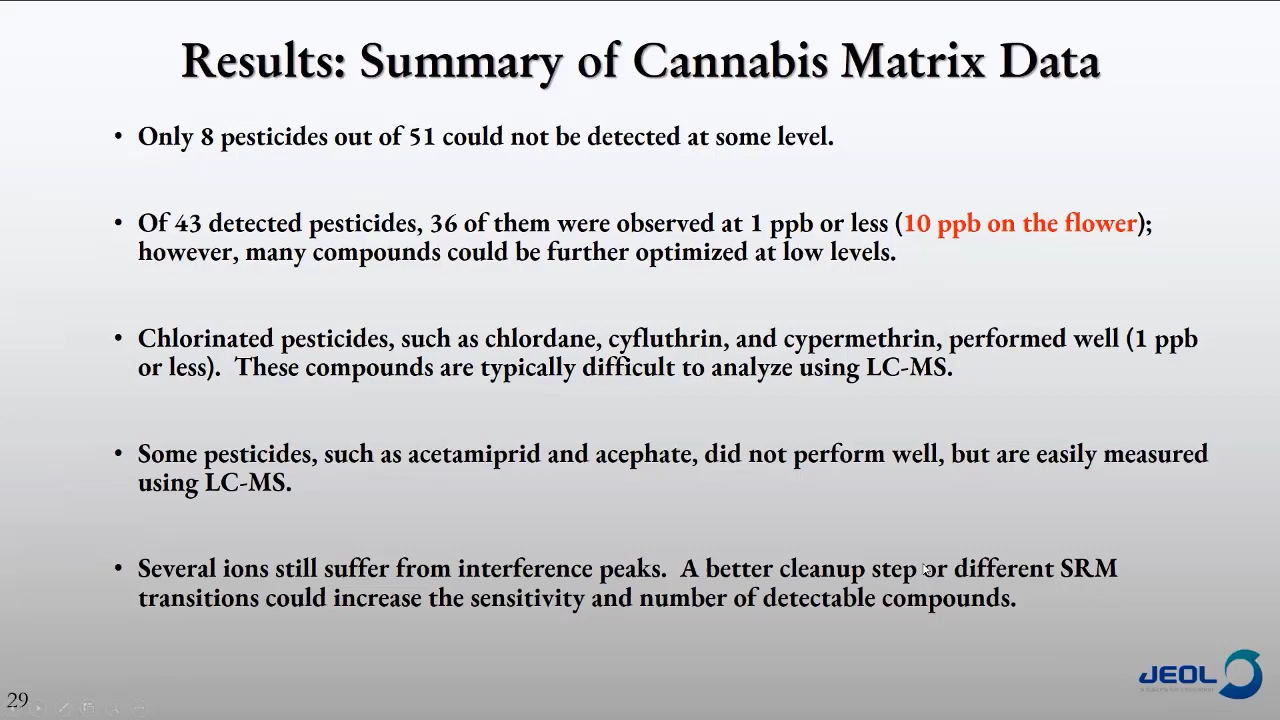 Results: Summary of Cannabis Matrix Data
• Only 8 pesticides out of 51 could not be detected at some level.
• Of 43 detected pesticides, 36 of them were observed at 1 ppb or less (10 ppb on the flower);
however, many compounds could be further optimized at low levels.
• Chlorinated pesticides, such as chlordane, cyfluthrin, and cypermethrin, performed well (1 ppb
or less).  These compounds are typically difficult to analyze using LC-MS.
• Some pesticides, such as acetamiprid and acephate, did not perform well, but are easily measured
using LC-MS.
• Several ions still suffer from interference peaks.  A better cleanup step or different SRM
transitions could increase the sensitivity and number of detectable compounds.
JEOL
29